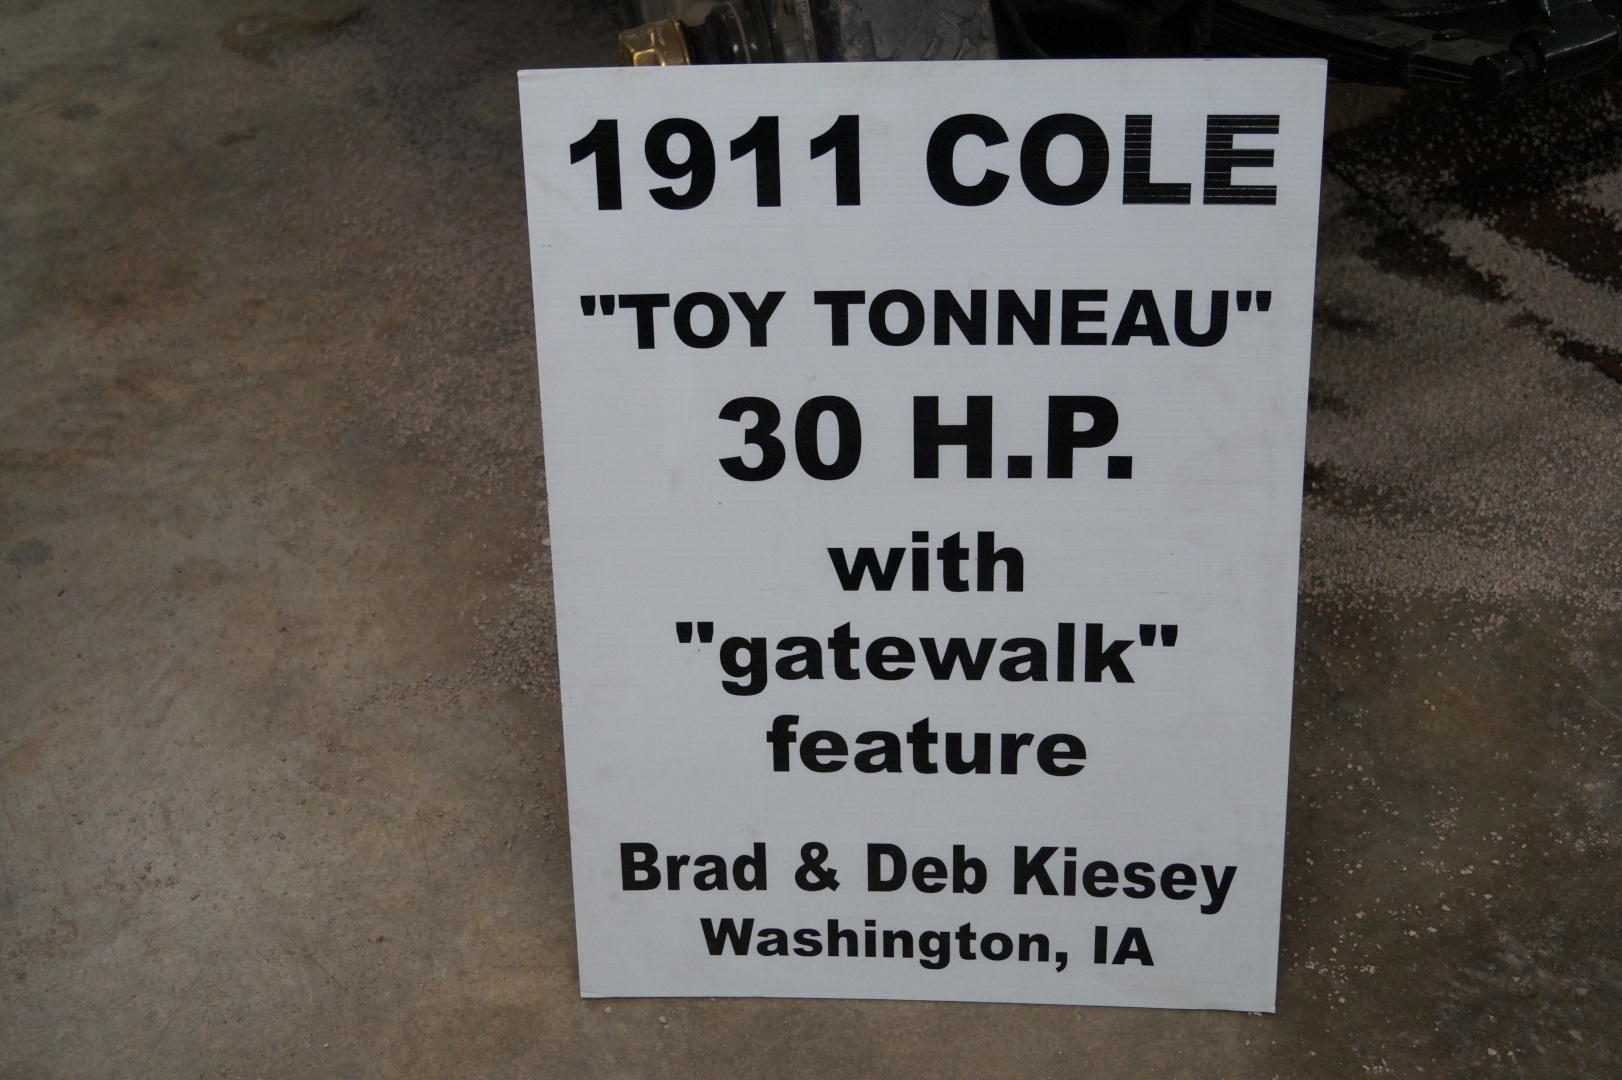 1911 COLE
"TOY TONNEAU"
30 H.P.
with
"gatewalk"
feature
Brad & Deb Kiesey
Washington, IA